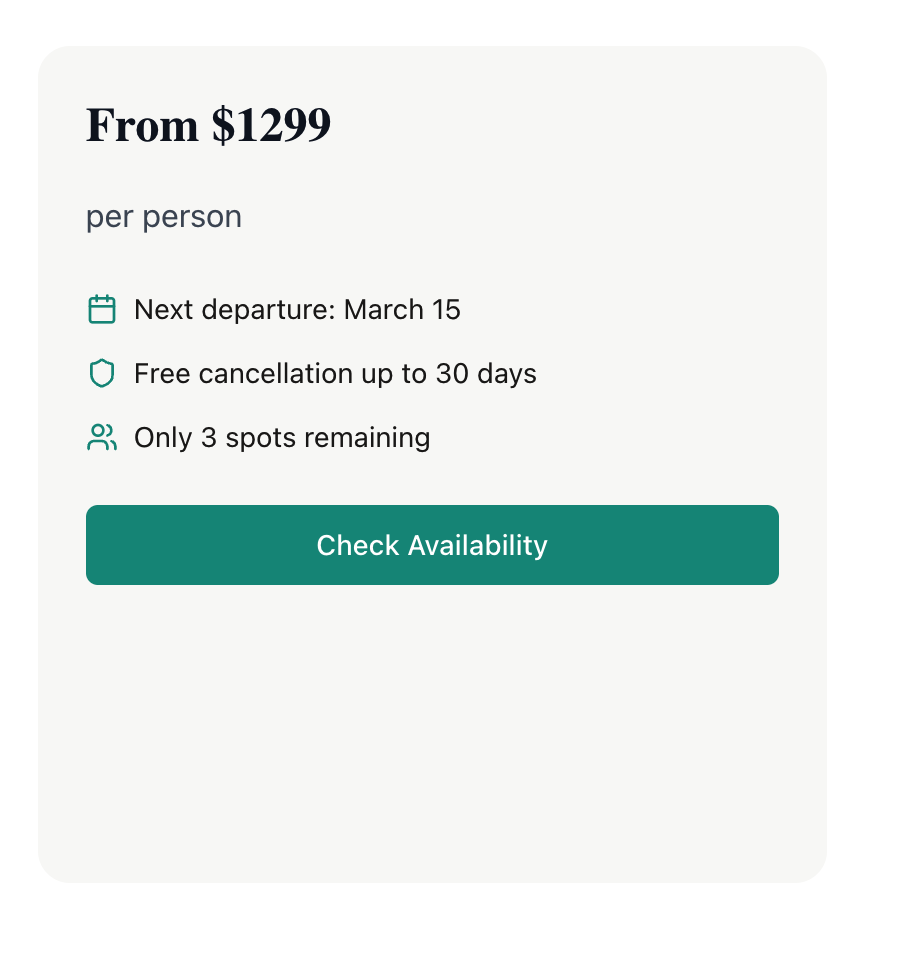 From $1299
per person
Next departure: March 15
Free cancellation up to 30 days
Only 3 spots remaining
Check Availability